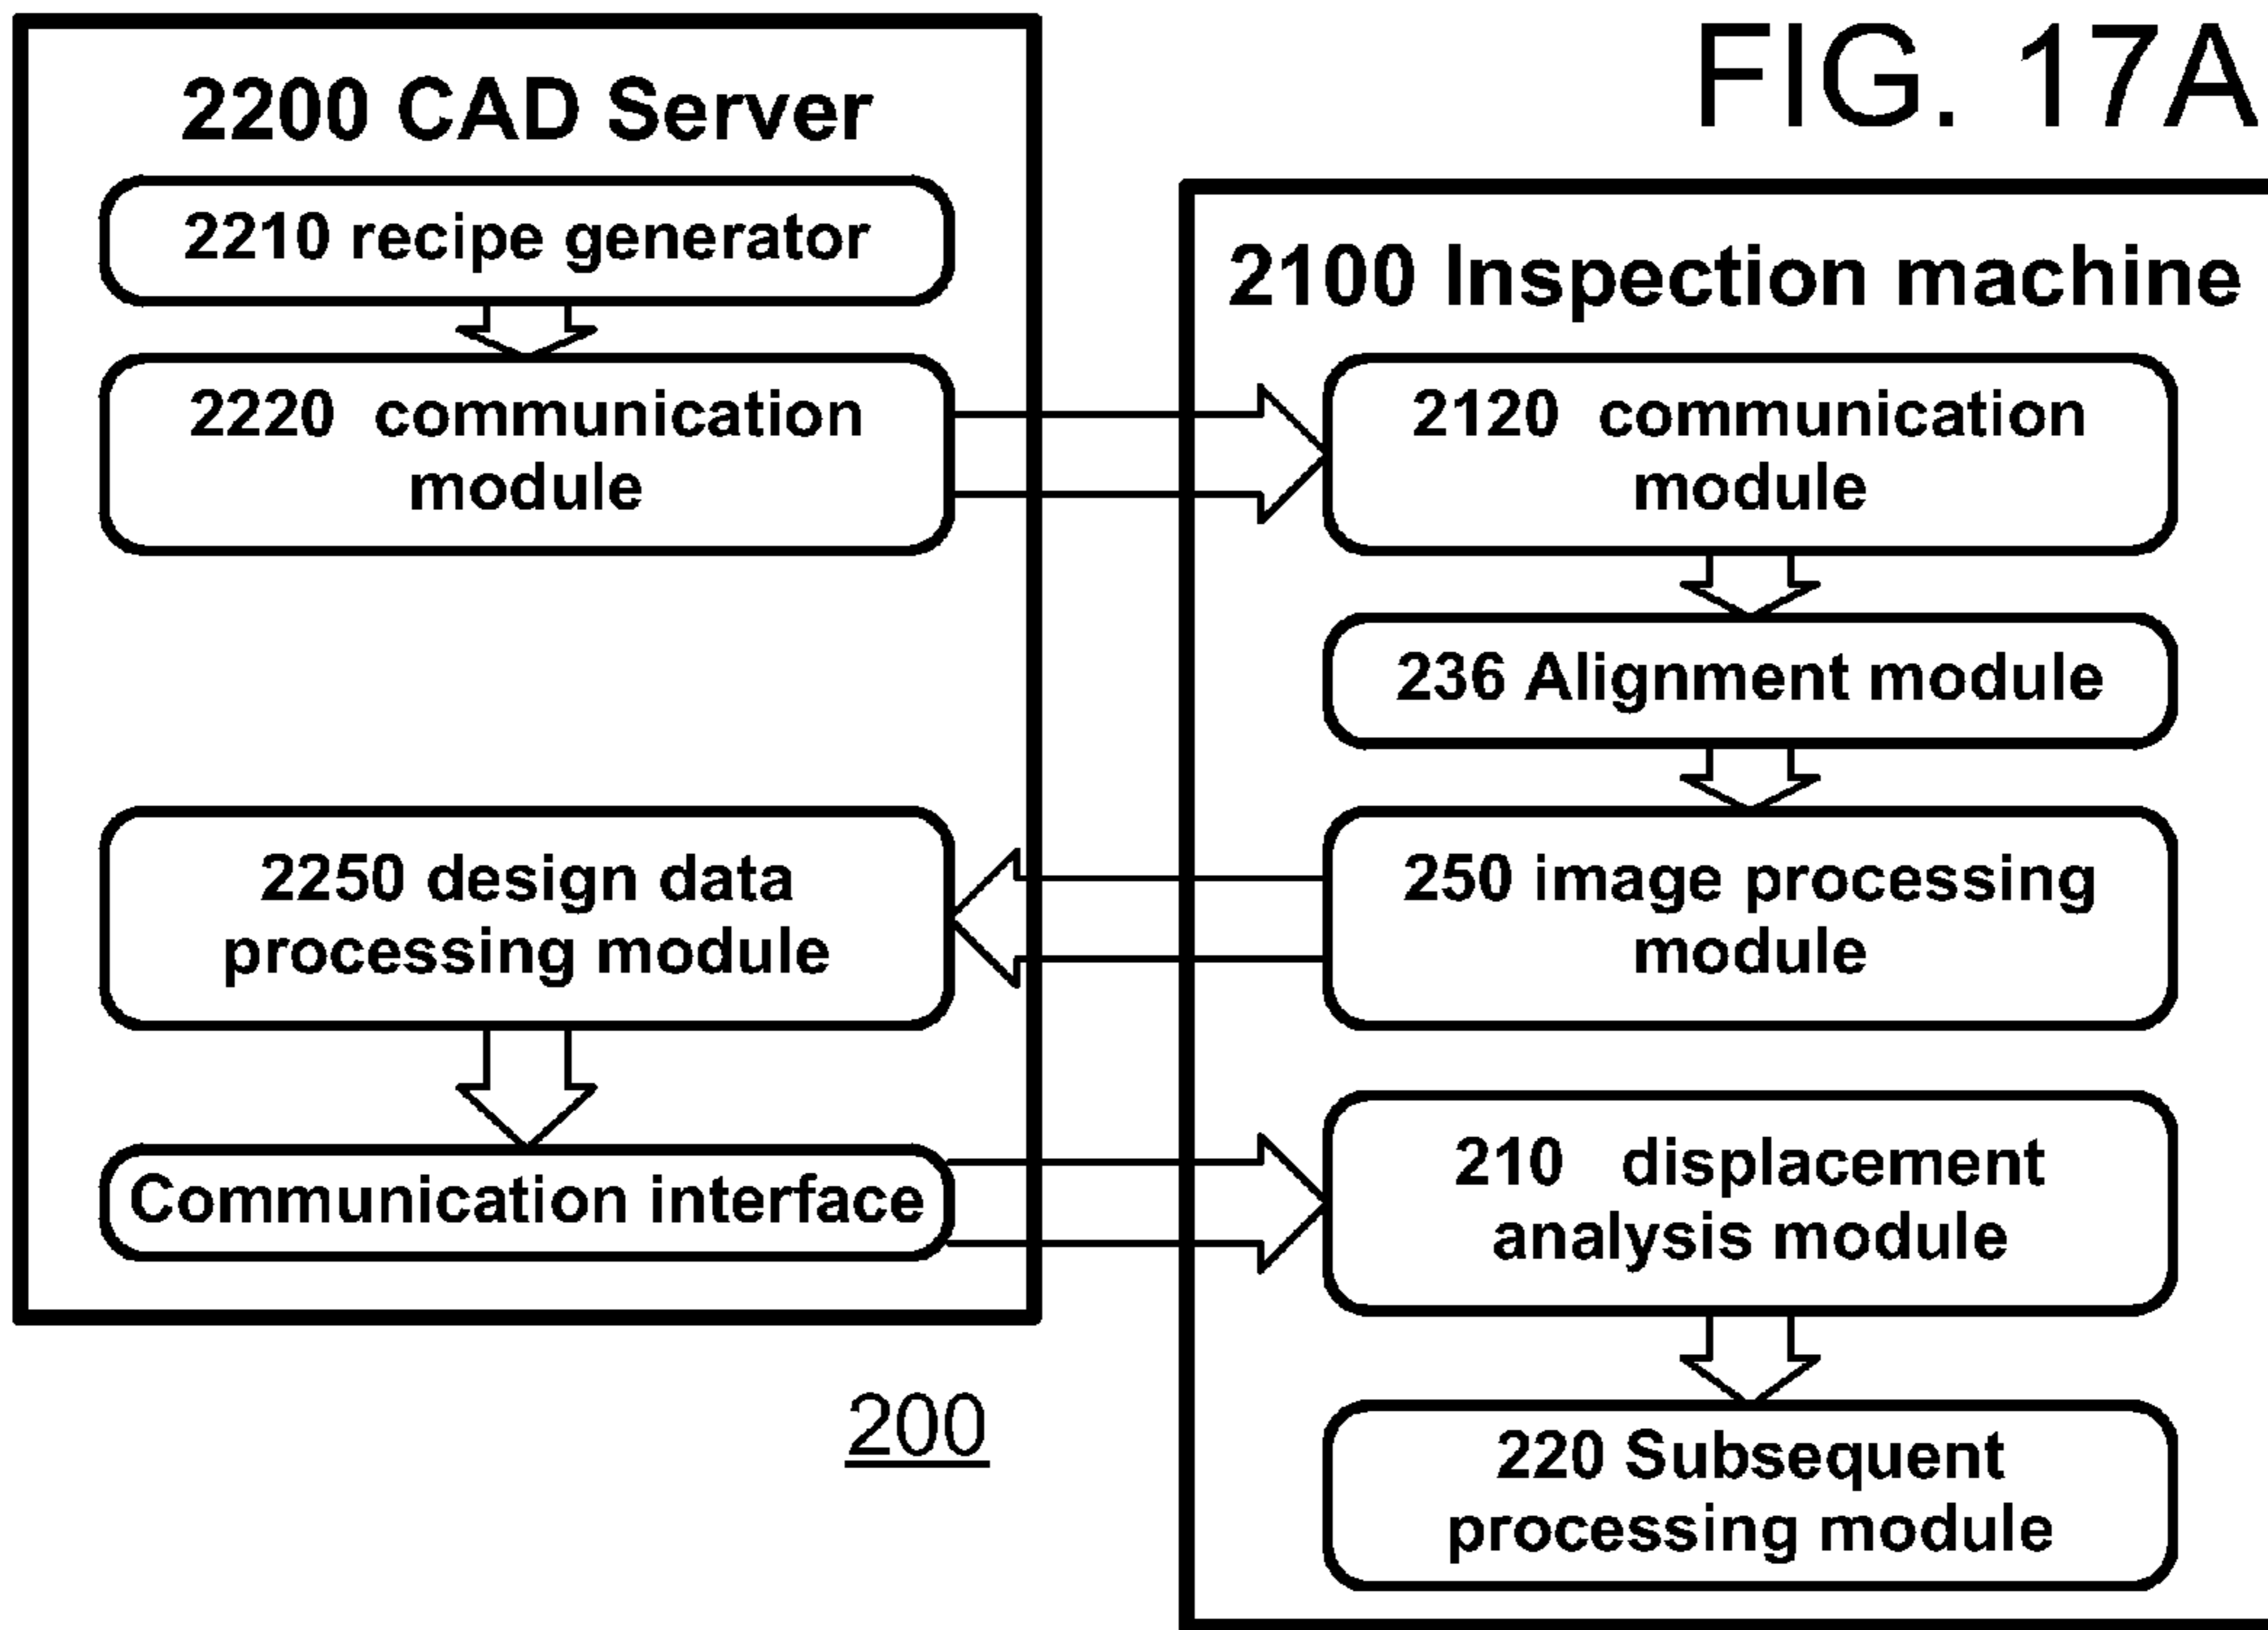 FIG. 17A
2200 CAD Server
2210 recipe generator
2220 communication
module
2250 design data
processing module
Communication interface
200
2100 Inspection machine
2120 communication
module
236 Alignment module
250 image processing
module
210 displacement
analysis module
220 Subsequent
processing module